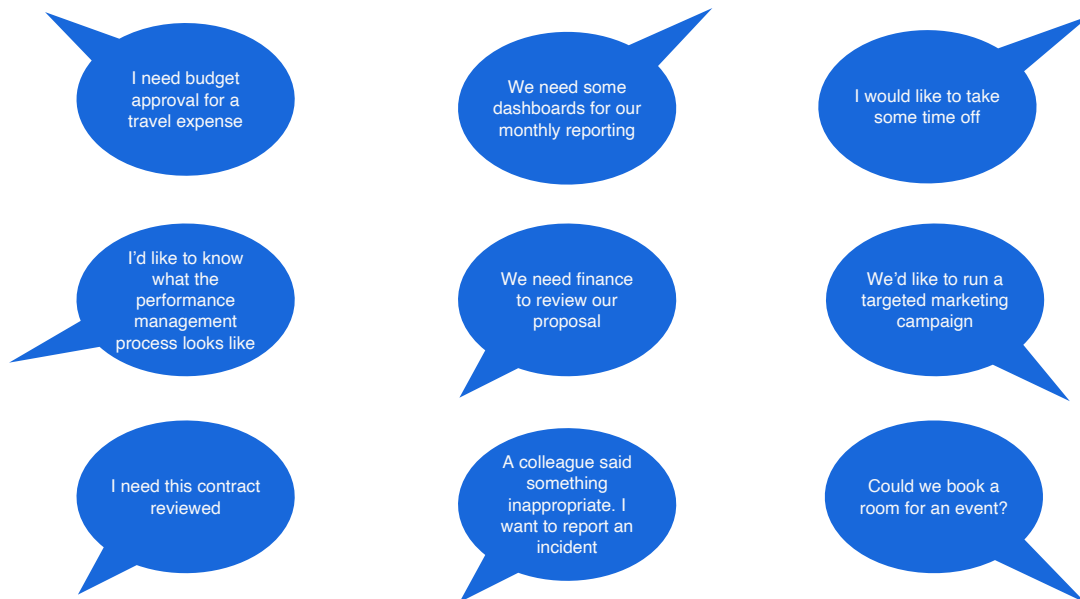 I need budget
approval for a
travel expense
We need some
dashboards for our
monthly reporting
I would like to take
some time off
I’d like to know
what the
performance
management
process looks like
We need finance
to review our
proposal
We’d like to run a
targeted marketing
campaign
I need this contract
reviewed
A colleague said
something
inappropriate. I
want to report an
incident
Could we book a
room for an event?